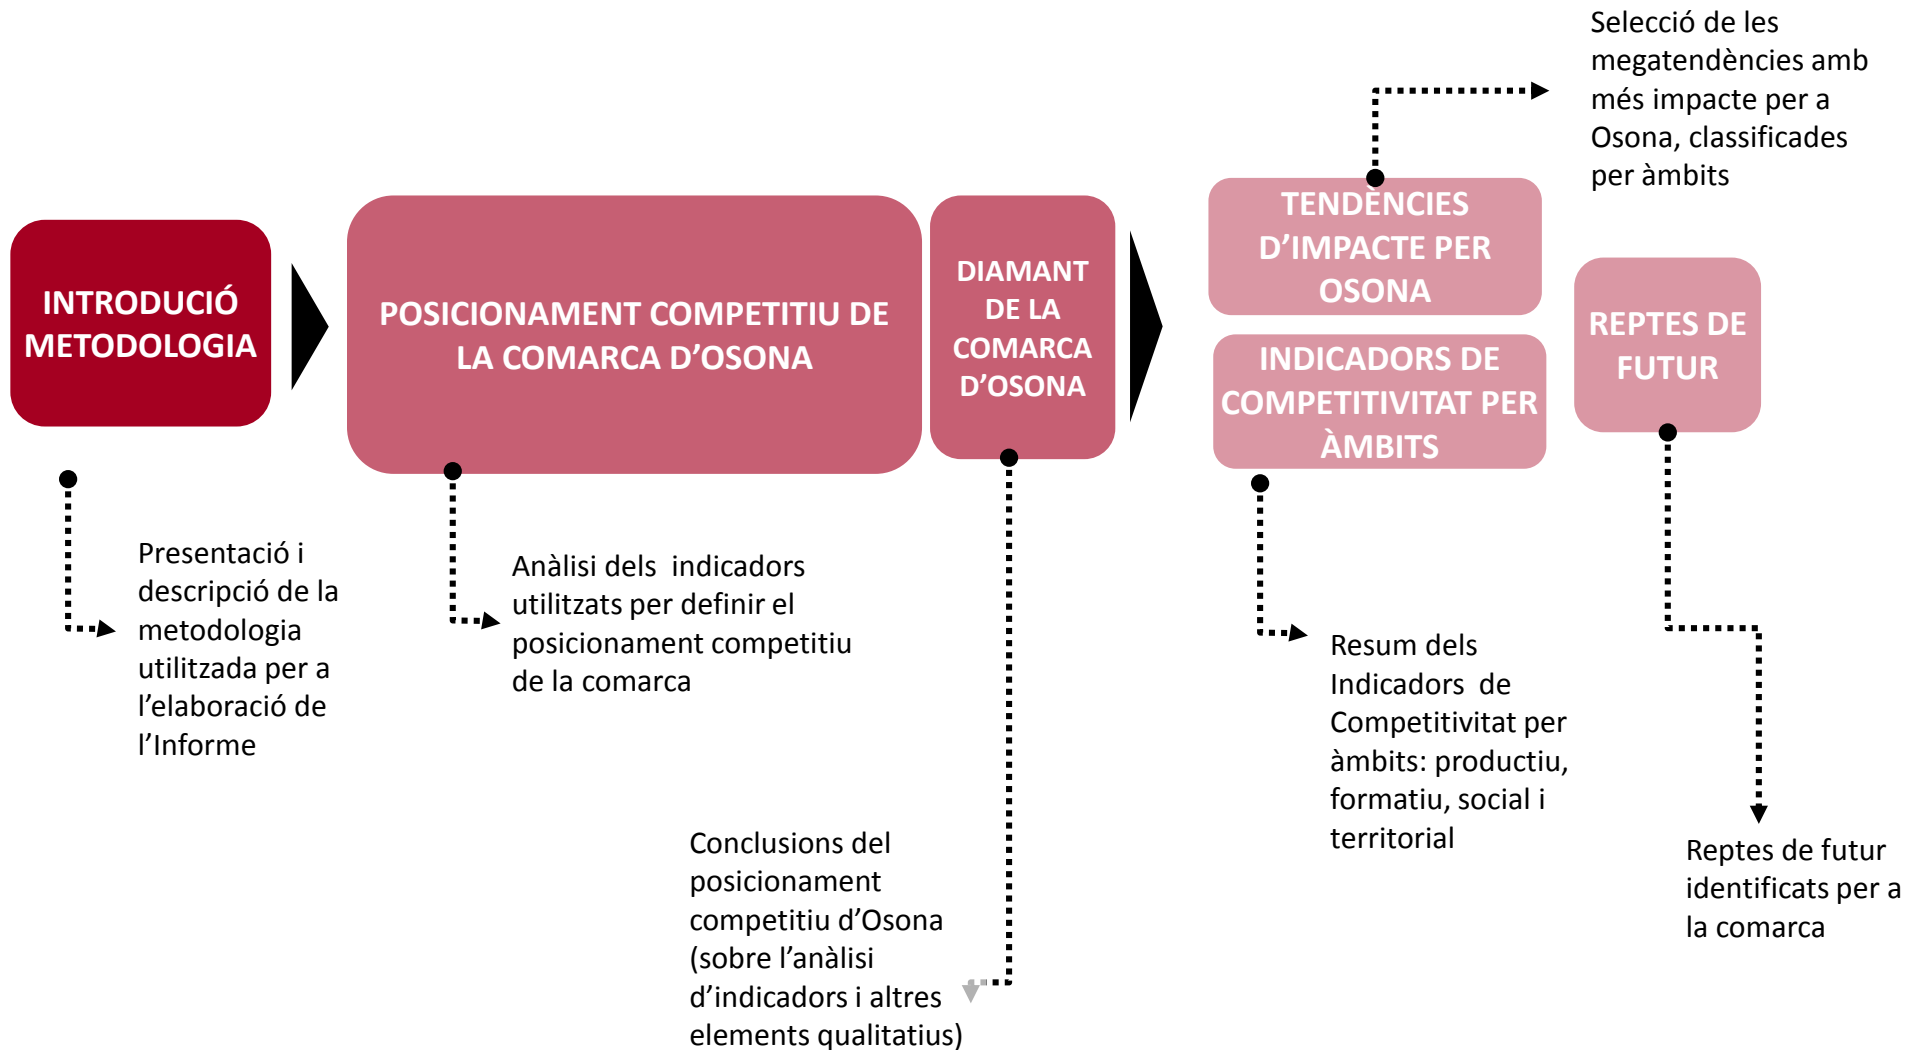 Selecció de les
megatendències amb
més impacte per a
Osona, classificades
per àmbits
INTRODUCIÓ
METODOLOGIA
POSICIONAMENT COMPETITIU DE
LA COMARCA D’OSONA
DIAMANT
DE LA
COMARCA
D’OSONA
TENDÈNCIES
D’IMPACTE PER
OSONA
INDICADORS DE
COMPETITIVITAT PER
ÀMBITS
REPTES DE
FUTUR
Presentació i
descripció de la
metodologia
utilitzada per a
l’elaboració de
l’Informe
Anàlisi dels  indicadors
utilitzats per definir el
posicionament competitiu
de la comarca
Conclusions del
posicionament
competitiu d’Osona
(sobre l’anàlisi
d’indicadors i altres
elements qualitatius)
Resum dels
Indicadors  de
Competitivitat per
àmbits: productiu,
formatiu, social i
territorial
Reptes de futur
identificats per a
la comarca